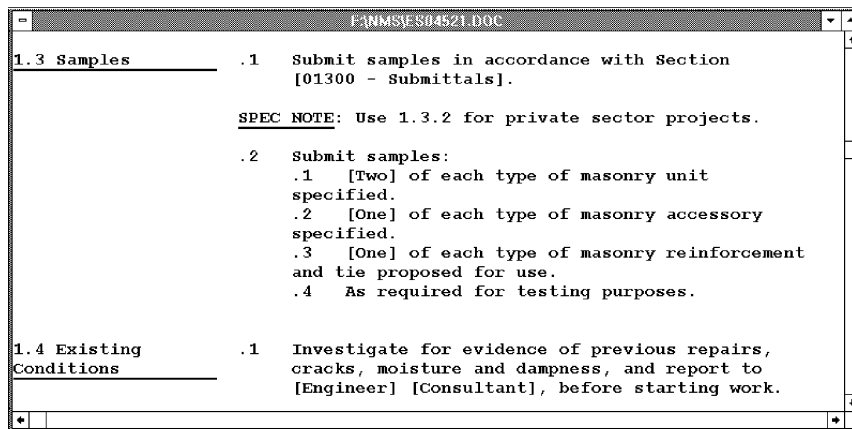 F:\NMS\ES04521.DOC
1.3 Samples .1 Submit samples in accordance with Section
[01300 - Submittals].
SPEC NOTE: Use 1.3.2 for private sector projects.
.2 Submit samples:
.1 [Two] of each type of masonry unit
specified.
.2 [One] of each type of masonry accessory
specified.
.3 [One] of each type of masonry reinforcement
and tie proposed for use.
.4 As required for testing purposes.
1.4 Existing .1 Investigate for evidence of previous repairs,
Conditions cracks, moisture and dampness, and report to
[Engineer] [Consultant], before starting work.